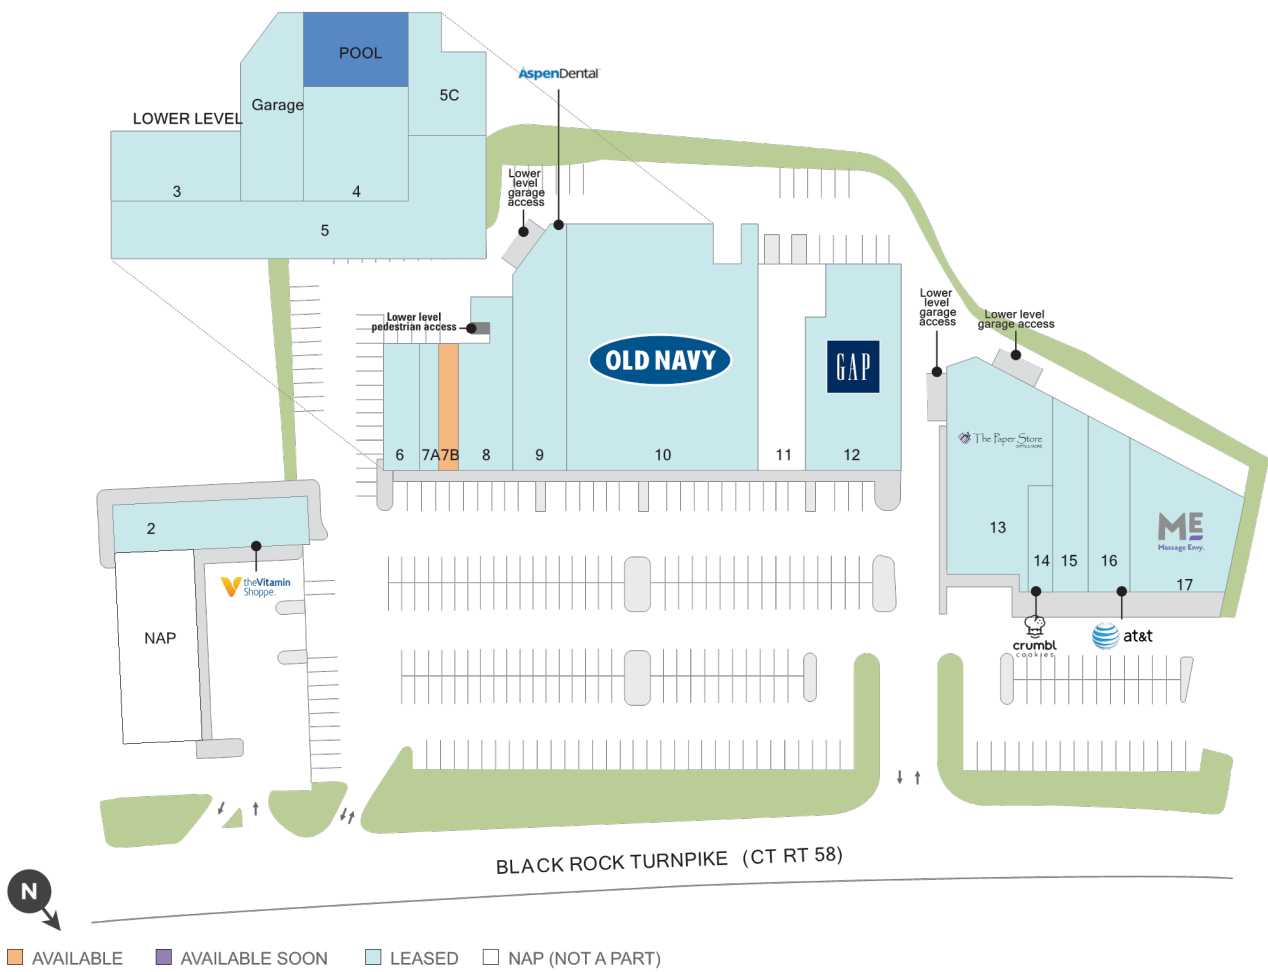 POOL
AspenDental
5C
Garage
LOWER LEVEL
3
4
5
Lower
level
garage
access
Lower level
pedestrian access
OLD NAVY
GAP
6
7A
7B
8
9
10
11
12
Lower
level
garage
access
Lower level
garage access
The Paper Store
GIFTS & MORE
13
14
15
16
17
ME
Massage Envy.
2
theVitamin
Shoppe.
NAP
crumbl
cookies
at&t
BLACK ROCK TURNPIKE (CT RT 58)
N
AVAILABLE
AVAILABLE SOON
LEASED
NAP (NOT A PART)